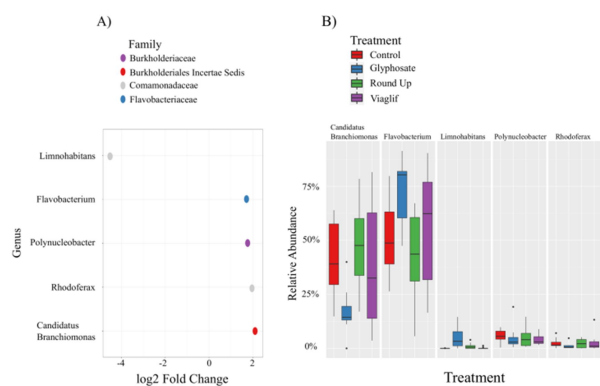 A)
Family
Burkholderiaceae
Burkholderiales Incertae Sedis
Comamonadaceae
Flavobacteriaceae
Genus
Limnohabitans
Flavobacterium
Polynucleobacter
Rhodoferax
Candidatus
Branchiomonas
-4
-2
0
2
log2 Fold Change
B)
Treatment
Control
Glyphosate
Round Up
Viaglif
Candidatus
Branchiomonas
Flavobacterium
Limnohabitans
Polynucleobacter
Rhodoferax
Relative Abundance
75%
50%
25%
0%
Treatment